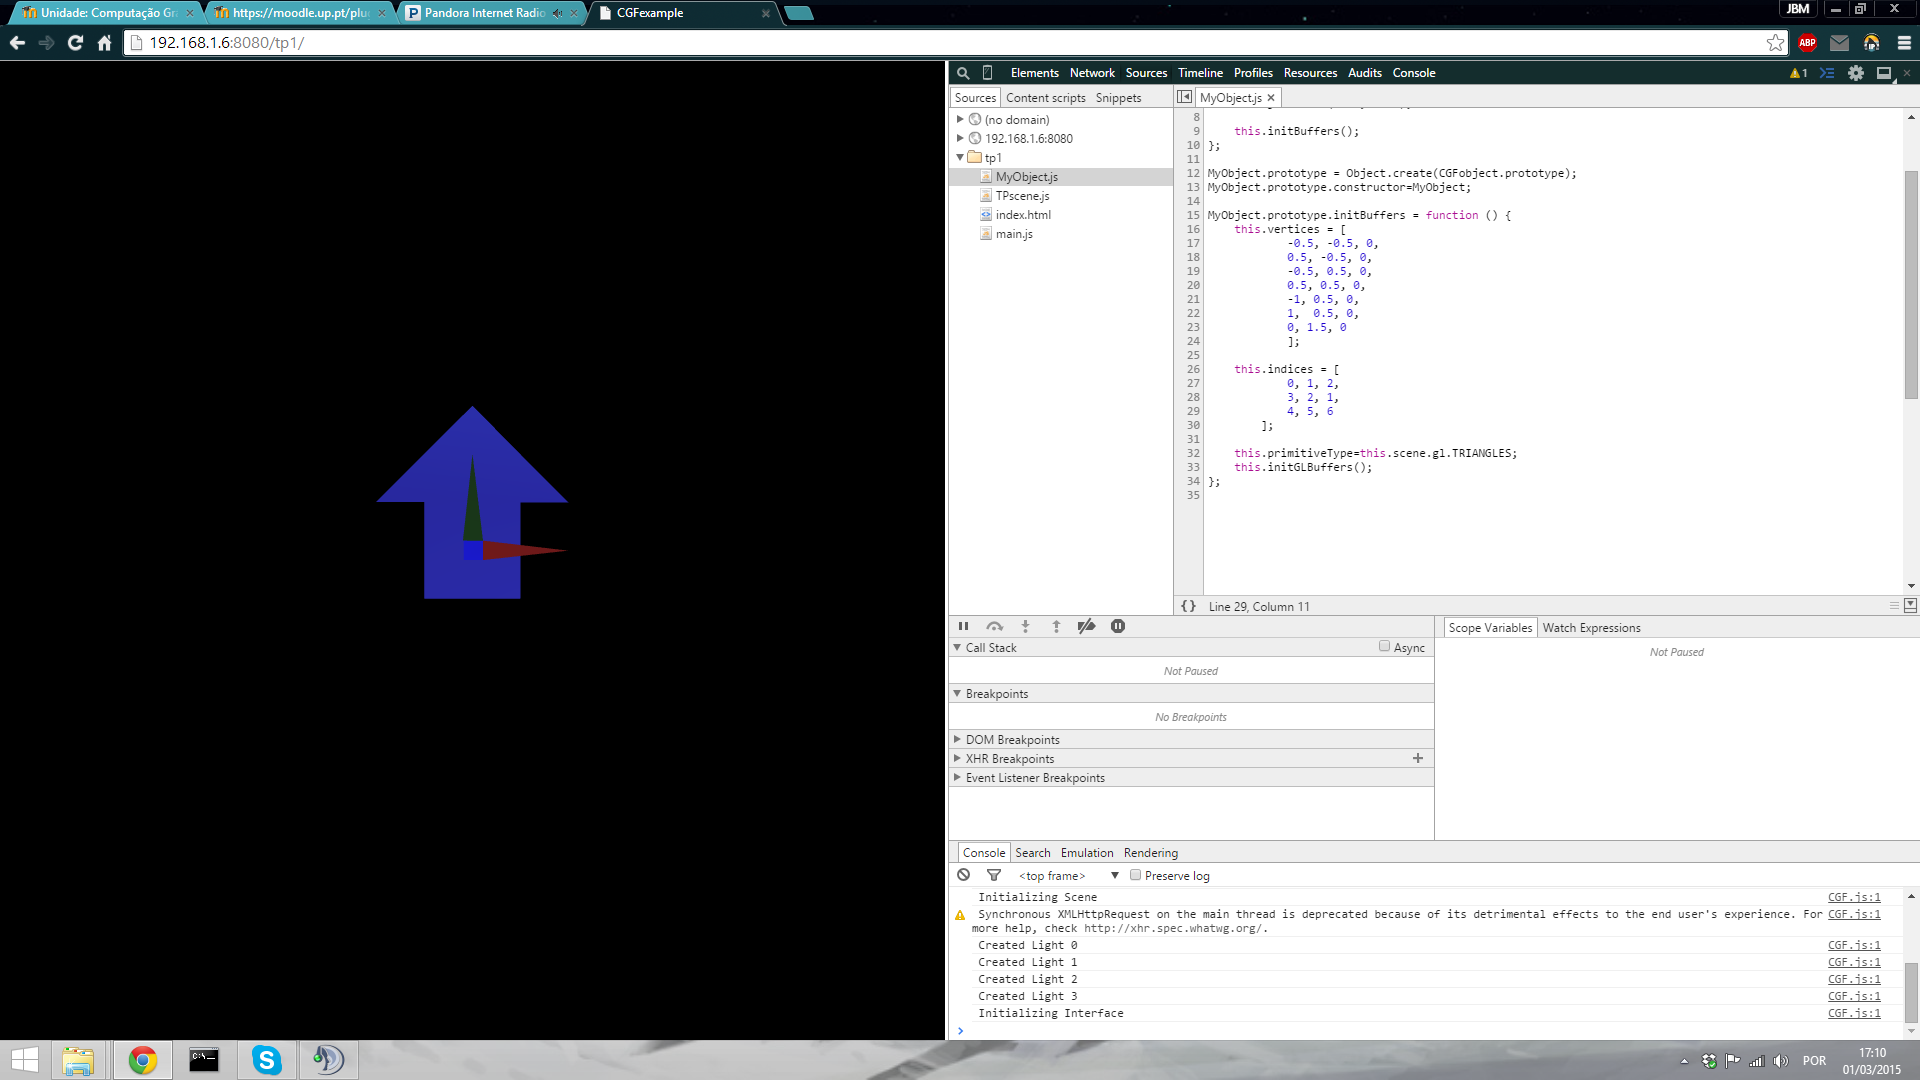 Unidade: Computação Gr
https://moodle.up.pt/plu
Pandora Internet Radio
CGFexample
JBM
192.168.1.6:8080/tp1/
ABP
Elements Network Sources Timeline Profiles Resources Audits Console
1
Sources Content scripts Snippets
MyObject.js
(no domain)
192.168.1.6:8080
tp1
MyObject.js
TPscene.js
index.html
main.js
8
9 this.initBuffers();
10 };
11
12 MyObject.prototype = Object.create(CGFobject.prototype);
13 MyObject.prototype.constructor=MyObject;
14
15 MyObject.prototype.initBuffers = function () {
16 this.vertices = [
17 -0.5, -0.5, 0,
18 0.5, -0.5, 0,
19 -0.5, 0.5, 0,
20 0.5, 0.5, 0,
21 -1, 0.5, 0,
22 1,  0.5, 0,
23 0, 1.5, 0
24 ];
25
26 this.indices = [
27 0, 1, 2,
28 3, 2, 1,
29 4, 5, 6
30 ];
31
32 this.primitiveType=this.scene.gl.TRIANGLES;
33 this.initGLBuffers();
34 };
35
{} Line 29, Column 11
Call Stack
Async
Not Paused
Breakpoints
No Breakpoints
DOM Breakpoints
XHR Breakpoints
Event Listener Breakpoints
Scope Variables Watch Expressions
Not Paused
Console Search Emulation Rendering
<top frame> Preserve log
Initializing Scene CGF.js:1
Synchronous XMLHttpRequest on the main thread is deprecated because of its detrimental effects to the end user's experience. For CGF.js:1
more help, check http://xhr.spec.whatwg.org/.
Created Light 0 CGF.js:1
Created Light 1 CGF.js:1
Created Light 2 CGF.js:1
Created Light 3 CGF.js:1
Initializing Interface CGF.js:1
POR
17:10
01/03/2015